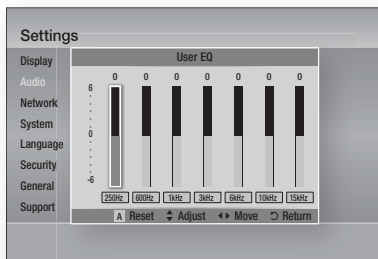 Settings
Display
Audio
Network
System
Language
Security
General
Support
User EQ
0 0 0 0 0 0 0
6
0
-6
250Hz 600Hz 1kHz 3kHz 6kHz 10kHz 15kHz
A Reset Adjust Move Return